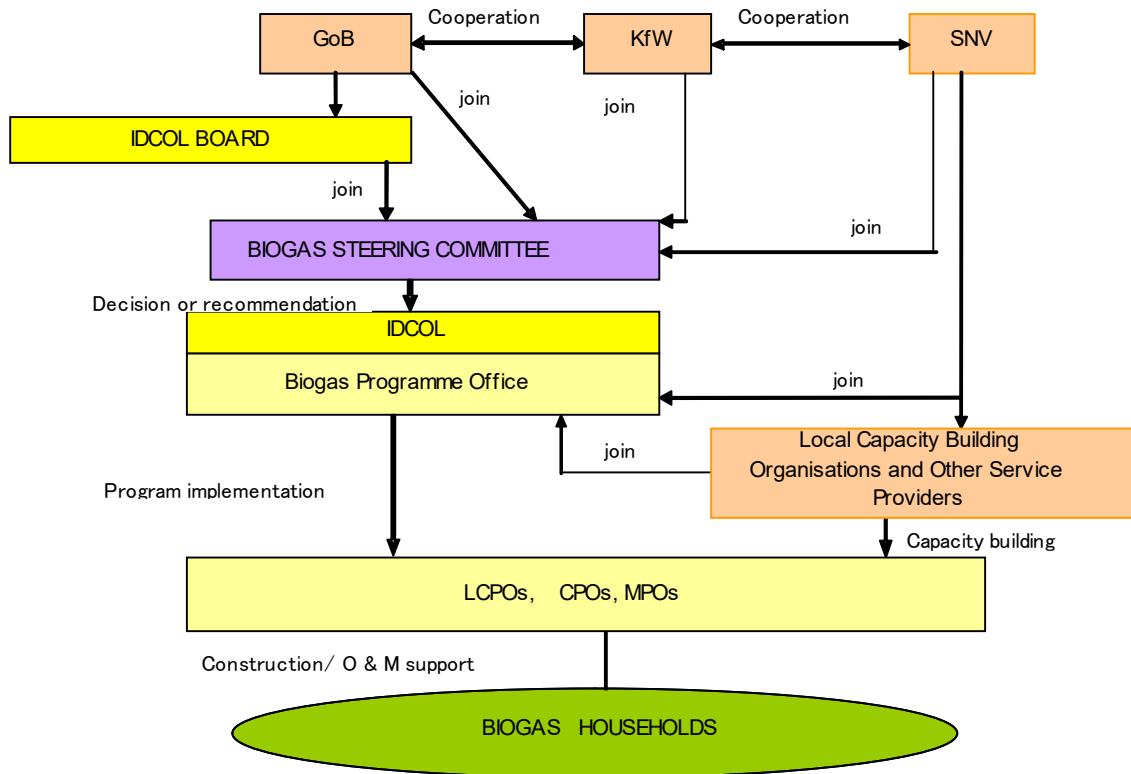 Cooperation
Cooperation
GoB
KfW
SNV
join
join
IDCOL BOARD
join
join
BIOGAS STEERING COMMITTEE
Decision or recommendation
IDCOL
Biogas Programme Office
join
Local Capacity Building
Organisations and Other Service
Providers
join
Program implementation
Capacity building
LCPOs, CPOs, MPOs
Construction/ O & M support
BIOGAS HOUSEHOLDS